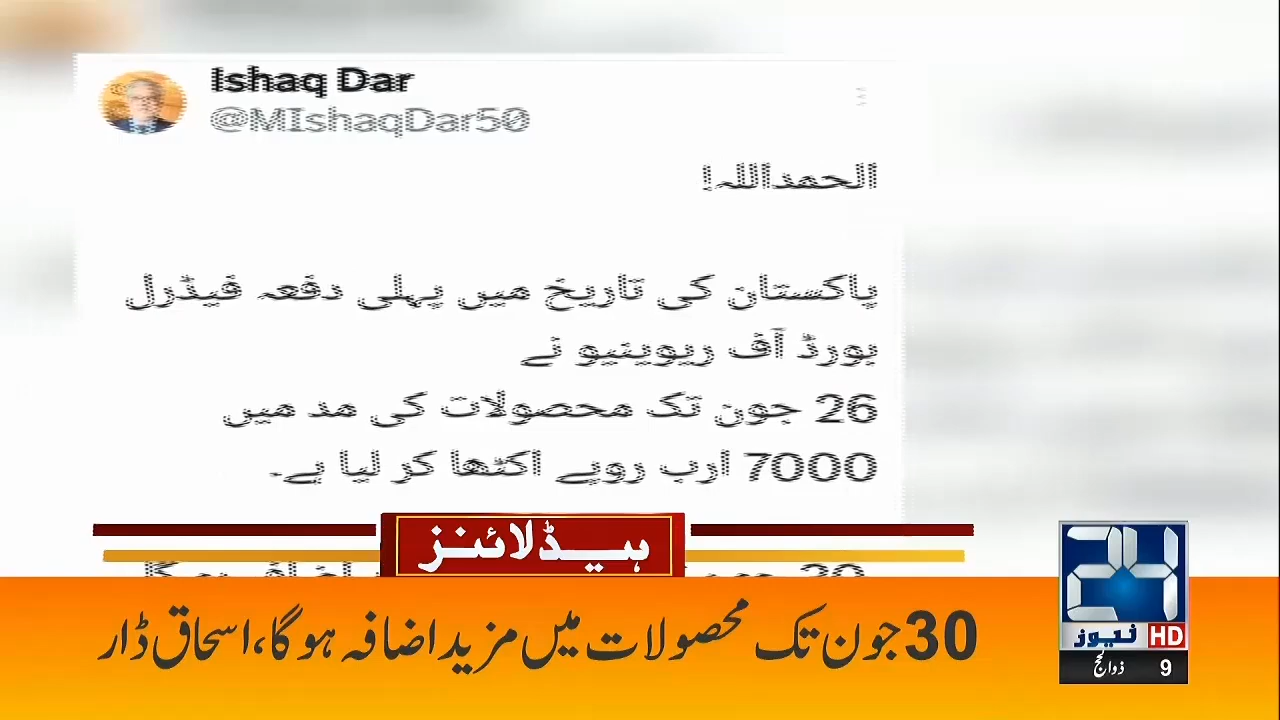 Ishaq Dar
@MIshaqDar50
الحمداللہ!
پاکستان کی تاریخ میں پہلی دفعہ فیڈرل
بورڈ آف ریوینیو نے
26 جون تک محصولات کی مد میں
7000 ارب روپے اکٹھا کر لیا ہے۔
ہیڈلائنز
30 جون تک محصولات میں مزید اضافہ ہوگا، اسحاق ڈار
24
نیوز HD
9 ذوالحج